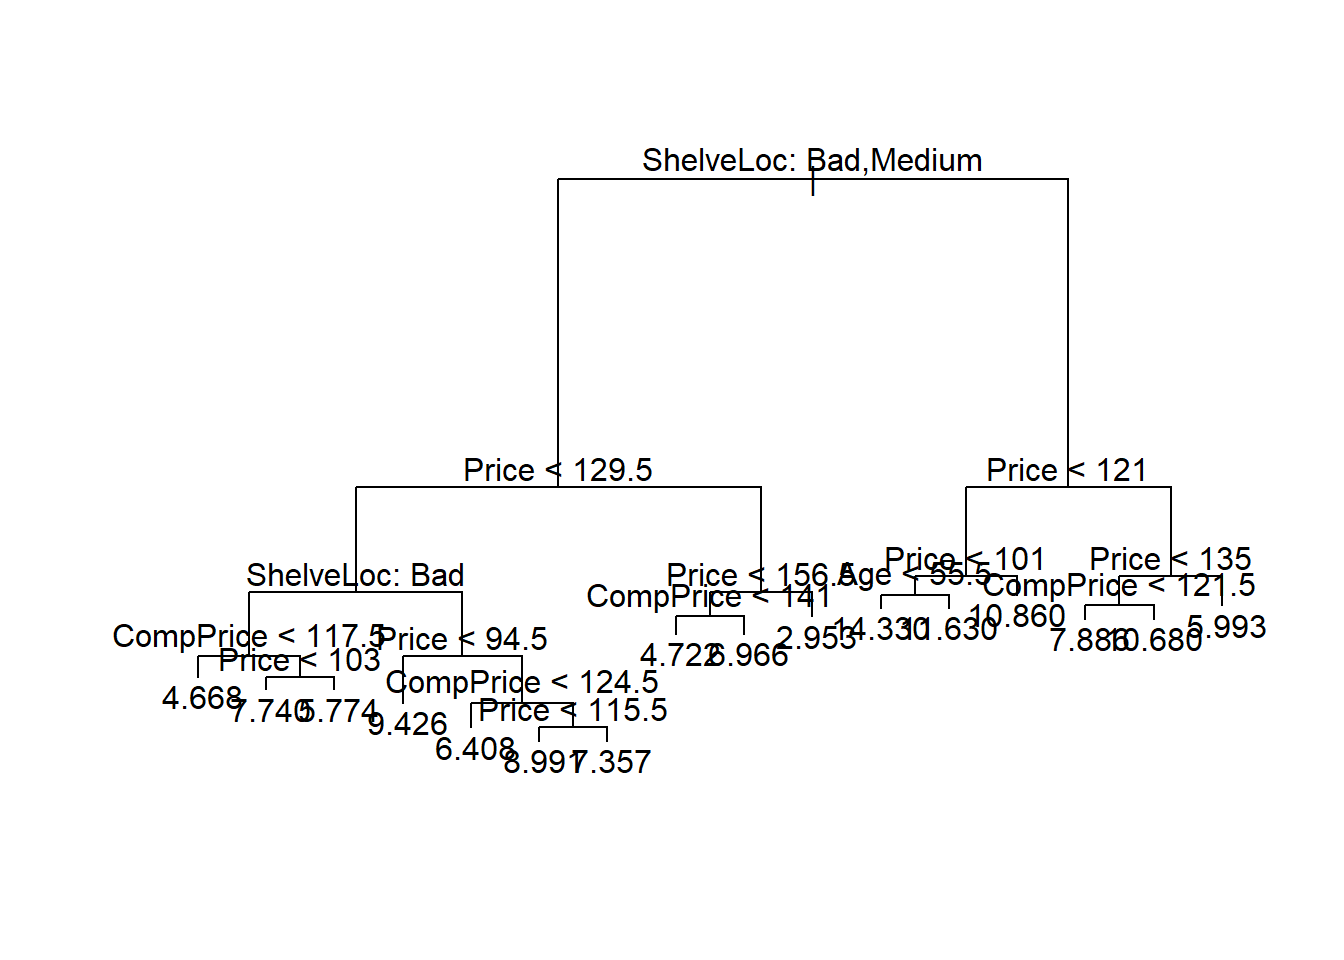 ShelveLoc: Bad,Medium
Price < 129.5
Price < 121
ShelveLoc: Bad
Price < 156.5
Price < 101
Price < 135
CompPrice < 141
Age < 55.5
CompPrice < 121.5
CompPrice < 117.5
Price < 94.5
Price < 103
CompPrice < 124.5
Price < 115.5
4.668
7.740
5.774
9.426
6.408
8.991
7.357
4.722
6.966
2.953
14.330
11.630
10.860
7.886
10.680
5.993